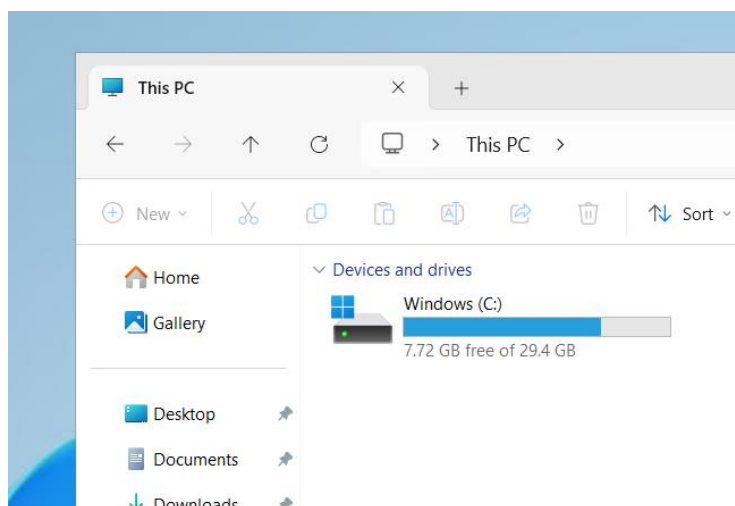 This PC
This PC
New
Sort
Home
Gallery
Desktop
Documents
Downloads
Devices and drives
Windows (C:)
7.72 GB free of 29.4 GB